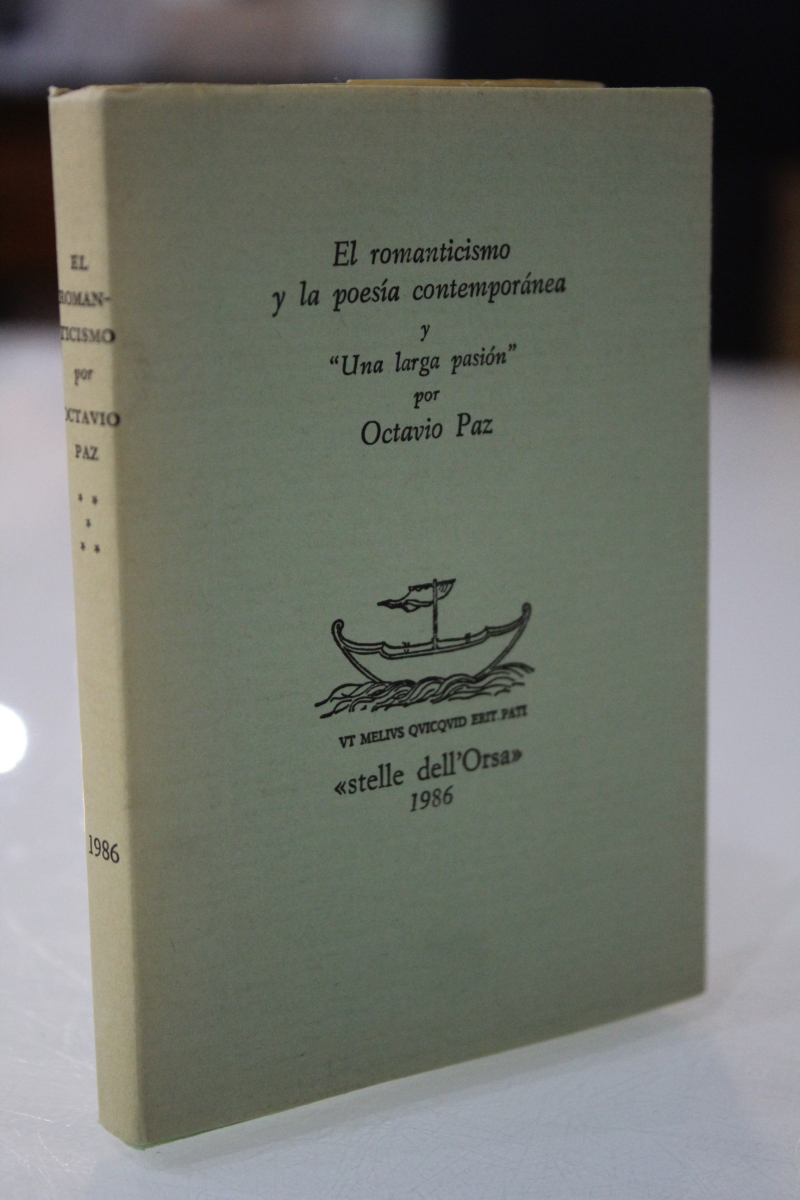 EL
ROMAN-
TICISMO
por
OCTAVIO
PAZ
1986
El romanticismo
y la poesía contemporánea
y
“Una larga pasión”
por
Octavio Paz
VT MELIVS QVICQVID ERIT PATI
«stelle dell’Orsa»
1986